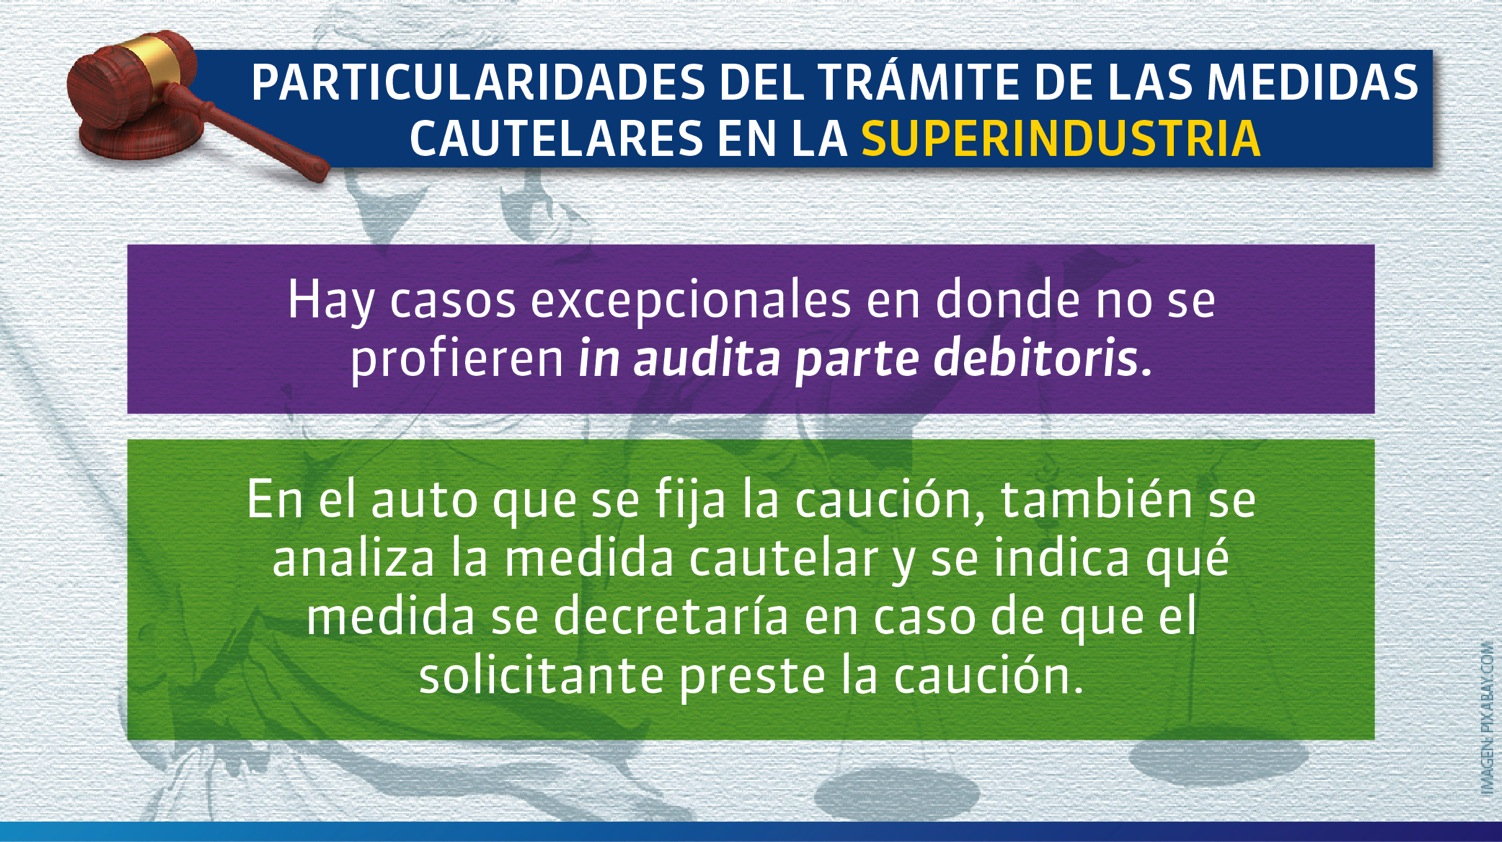 PARTICULARIDADES DEL TRÁMITE DE LAS MEDIDAS
CAUTELARES EN LA SUPERINDUSTRIA
Hay casos excepcionales en donde no se
profieren in audita parte debitoris.
En el auto que se fija la caución, también se
analiza la medida cautelar y se indica qué
medida se decretaría en caso de que el
solicitante preste la caución.
IMAGEN: PIXABAY.COM